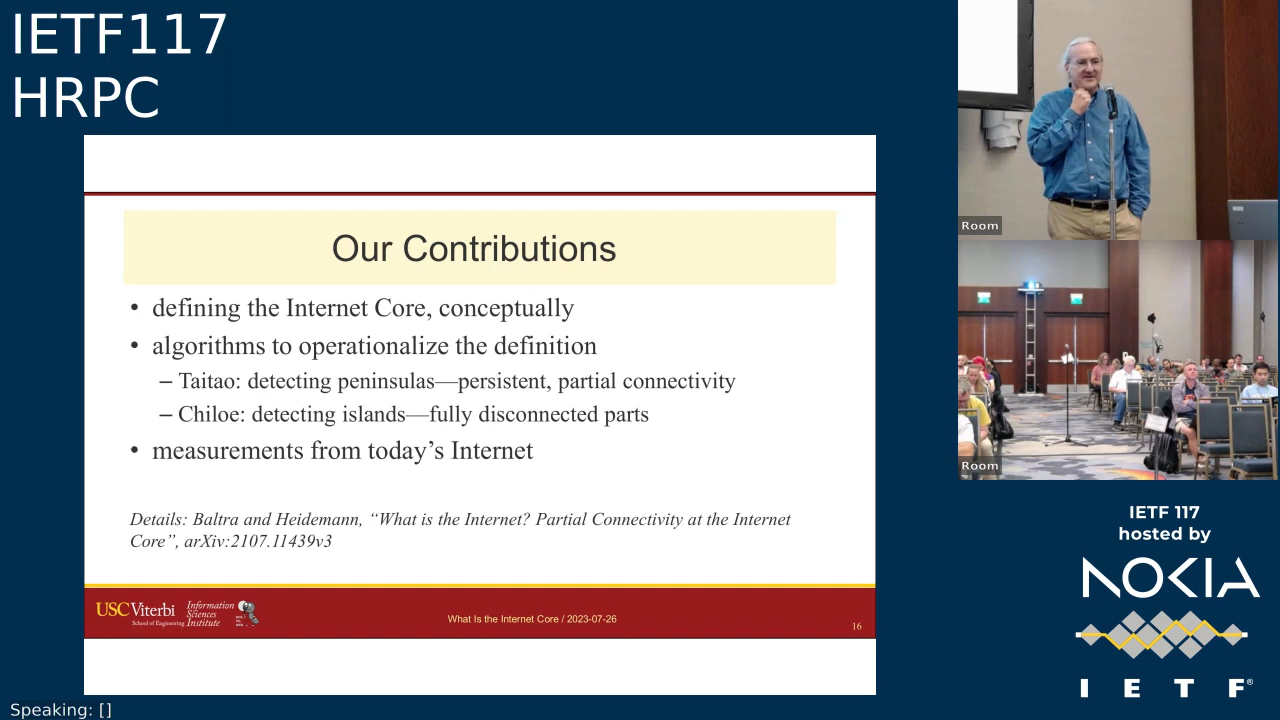 IETF117
HRPC
Our Contributions
• defining the Internet Core, conceptually
• algorithms to operationalize the definition
– Taitao: detecting peninsulas—persistent, partial connectivity
– Chiloe: detecting islands—fully disconnected parts
• measurements from today’s Internet
Details: Baltra and Heidemann, “What is the Internet? Partial Connectivity at the Internet
Core”, arXiv:2107.11439v3
USC Viterbi
School of Engineering
Information
Sciences
Institute
What Is the Internet Core / 2023-07-26
16
Room
Room
IETF 117
hosted by
NOKIA
I E T F®
Speaking: []